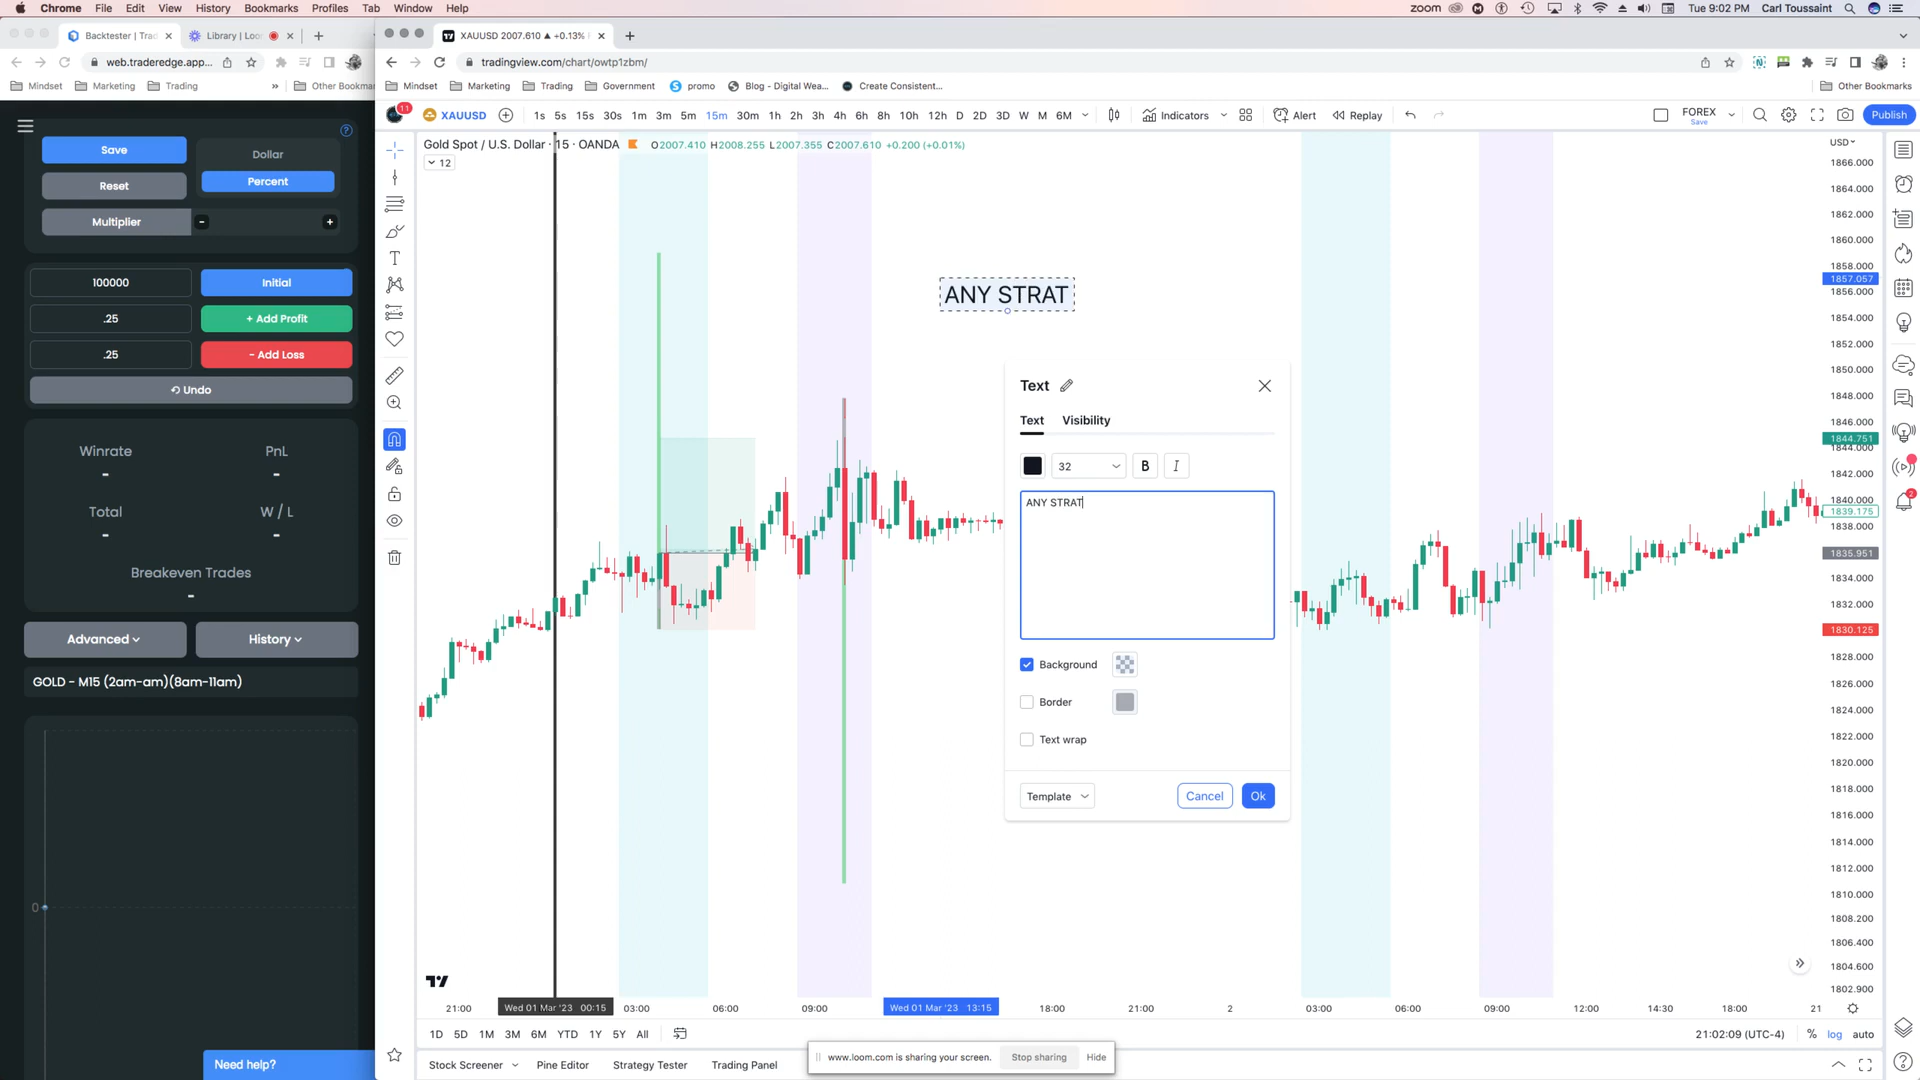 Chrome File Edit View History Bookmarks Profiles Tab Window Help
zoom Tue 9:02 PM Carl Toussaint
Backtester | Trad
Library | Loo
web.traderedge.app...
Mindset Marketing Trading » Other Bookma
Save
Dollar
Reset
Percent
Multiplier - +
100000 Initial
.25 + Add Profit
.25 - Add Loss
Undo
Winrate PnL
- -
Total W / L
- -
Breakeven Trades
-
Advanced History
GOLD - M15 (2am-am)(8am-11am)
0
Need help?
XAUUSD 2007.610 ▲ +0.13%
tradingview.com/chart/owtp1zbm/
Mindset Marketing Trading Government promo Blog - Digital Wea... Create Consistent... Other Bookmarks
11
XAUUSD 1s 5s 15s 30s 1m 3m 5m 15m 30m 1h 2h 3h 4h 6h 8h 10h 12h D 2D 3D W M 6M Indicators Alert Replay FOREX Save Publish
Gold Spot / U.S. Dollar · 15 · OANDA O2007.410 H2008.255 L2007.355 C2007.610 +0.200 (+0.01%)
12
USD
1866.000
1864.000
1862.000
1860.000
1858.000
1857.057
1856.000
1854.000
1852.000
1850.000
1848.000
1846.000
1844.751
1844.000
1842.000
1840.000
1839.175
1838.000
1835.951
1834.000
1832.000
1830.125
1828.000
1826.000
1824.000
1822.000
1820.000
1818.000
1816.000
1814.000
1812.000
1810.000
1808.200
1806.400
1804.600
1802.900
2
ANY STRAT
Text
Text Visibility
32 B I
ANY STRAT
Background
Border
Text wrap
Template Cancel Ok
21:00 Wed 01 Mar '23 00:15 03:00 06:00 09:00 Wed 01 Mar '23 13:15 18:00 21:00 2 03:00 06:00 09:00 12:00 14:30 18:00 21
1D 5D 1M 3M 6M YTD 1Y 5Y All 21:02:09 (UTC-4) % log auto
Stock Screener Pine Editor Strategy Tester Trading Panel
www.loom.com is sharing your screen. Stop sharing Hide